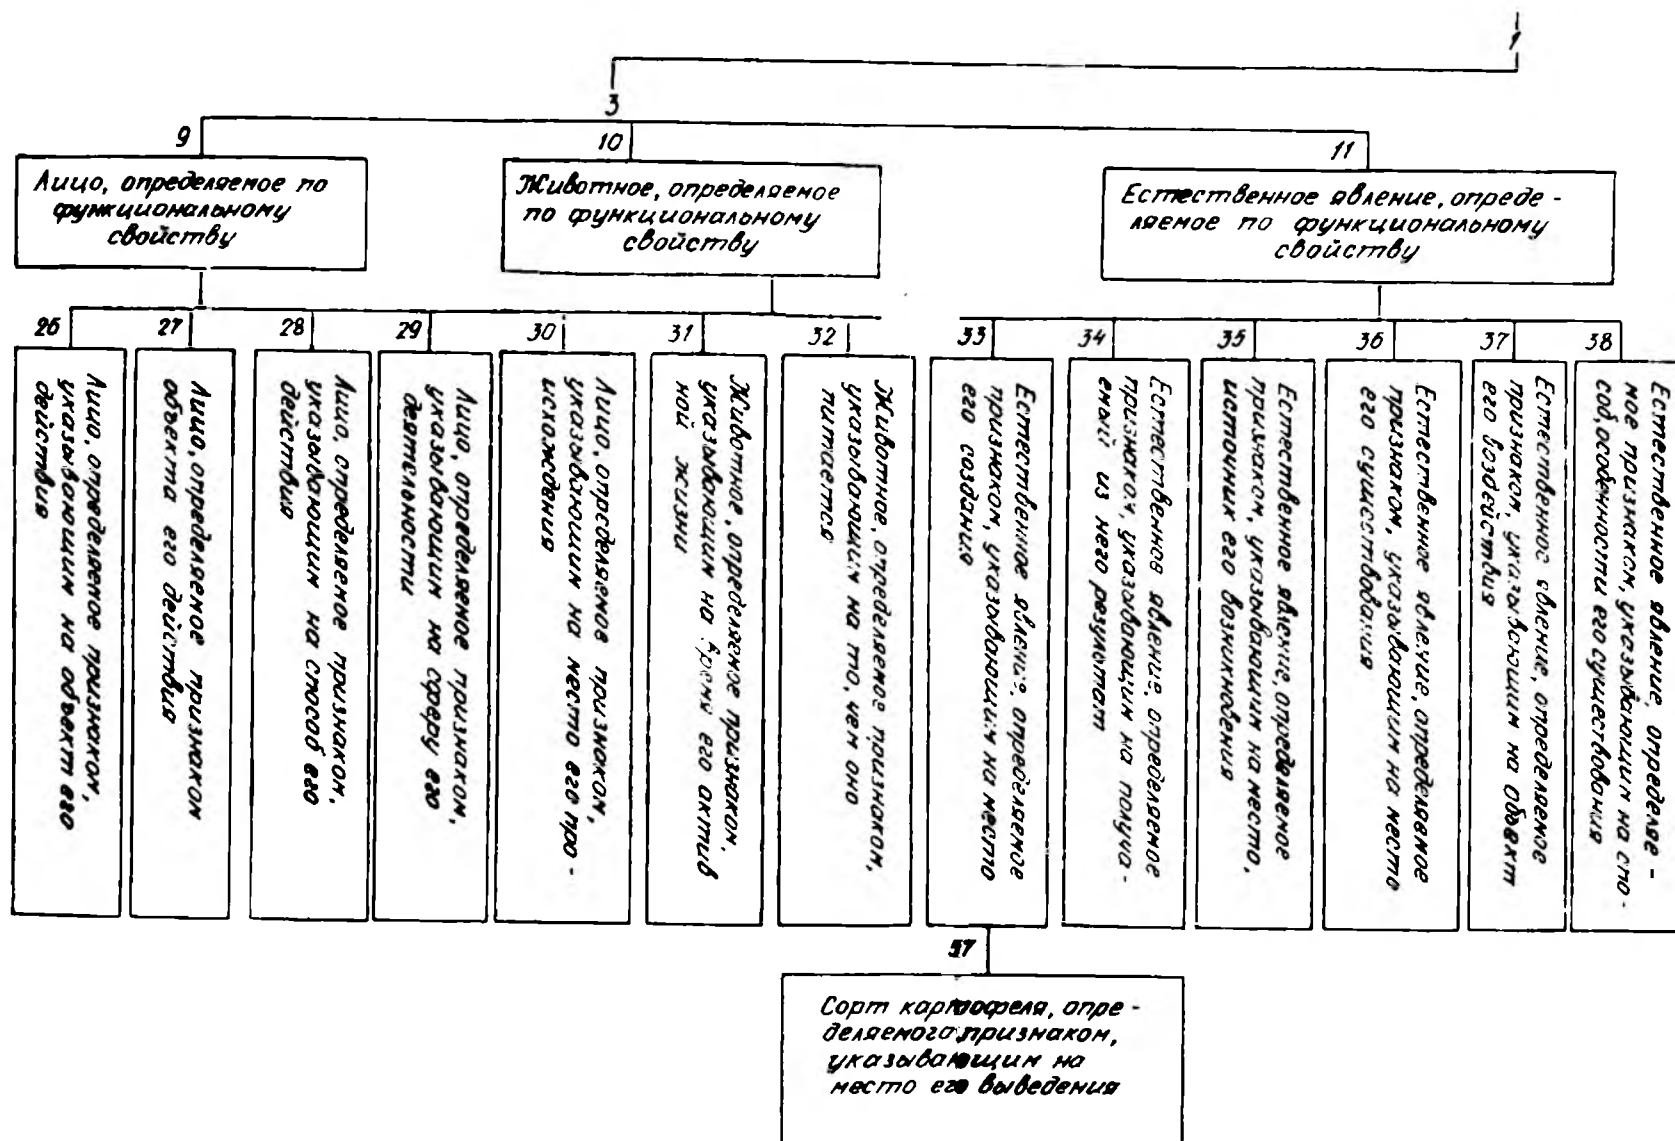 1
3
9
10
11
Лицо, определяемое по
функциональному
свойству
Животное, определяемое
по функциональному
свойству
Естественное явление, опреде -
ляемое по функциональному
свойству
26
27
28
29
30
31
32
33
34
35
36
37
38
Лицо, определяемое признаком,
указывающим на объект его
действия
Лицо, определяемое признаком
объекта его действия
Лицо, определяемое признаком,
указывающим на способ его
действия
Лицо, определяемое признаком,
указывающим на сферу его
деятельности
Лицо, определяемое признаком,
указывающим на место его про -
исхождения
Животное, определяемое признаком,
указывающим на время его актив
ной жизни
Животное, определяемое признаком,
указывающим на то, чем оно
питается
Естественное явление, определяемое
признаком, указывающим на место
его создания
Естественное явление, определяемое
признаком, указывающим на получа -
емый из него результат
Естественное явление, определяемое
признаком, указывающим на место,
источник его возникновения
Естественное явление, определяемое
признаком, указывающим на место
его существования
Естественное явление, определяемое
признаком, указывающим на объект
его воздействия
Естественное явление, определяе -
мое признаком, указывающим на спо-
соб, особенности его существования
57
Сорт картофеля, опре -
деляемого признаком,
указывающим на
место его выведения